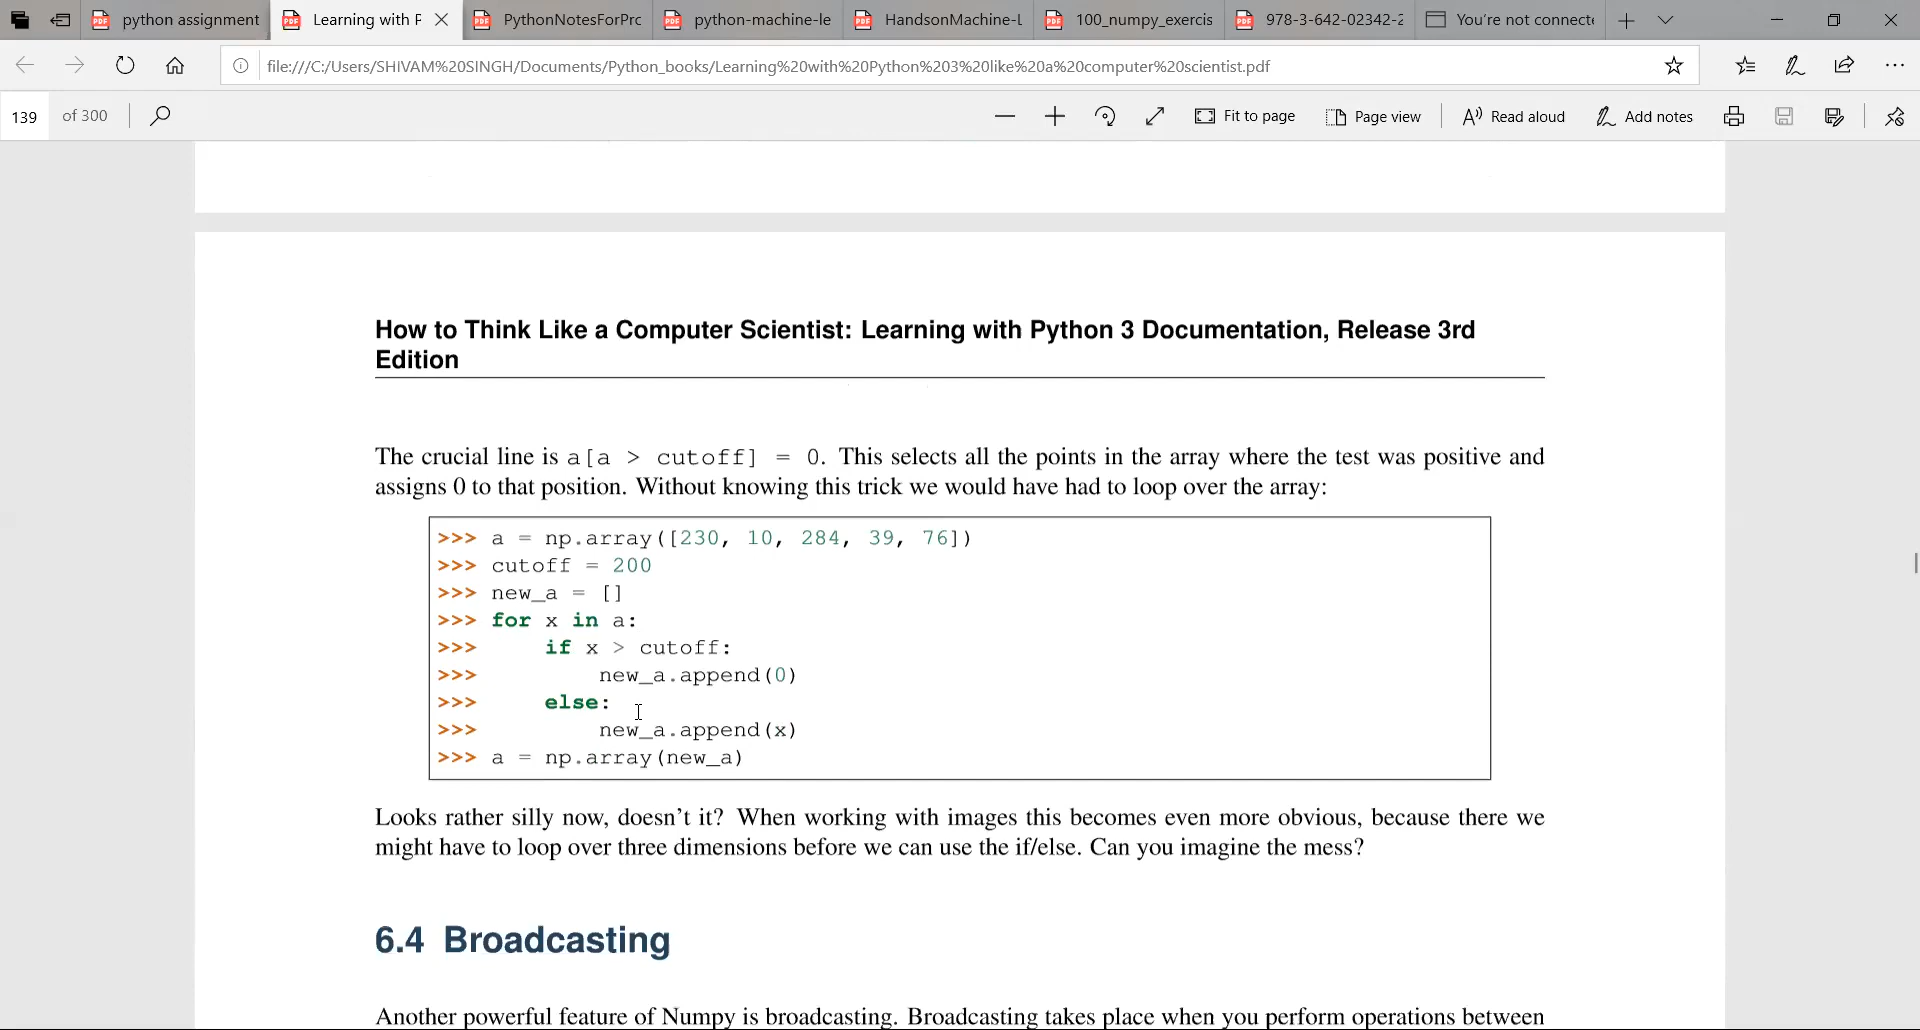 python assignment
Learning with F
PythonNotesForPrc
python-machine-le
HandsonMachine-L
100_numpy_exercis
978-3-642-02342-2
You're not connecte
file:///C:/Users/SHIVAM%20SINGH/Documents/Python_books/Learning%20with%20Python%203%20like%20a%20computer%20scientist.pdf
139 of 300
Fit to page
Page view
Read aloud
Add notes
How to Think Like a Computer Scientist: Learning with Python 3 Documentation, Release 3rd
Edition
The crucial line is a[a > cutoff] = 0. This selects all the points in the array where the test was positive and
assigns 0 to that position. Without knowing this trick we would have had to loop over the array:
>>> a = np.array([230, 10, 284, 39, 76])
>>> cutoff = 200
>>> new_a = []
>>> for x in a:
>>>     if x > cutoff:
>>>         new_a.append(0)
>>>     else:
>>>         new_a.append(x)
>>> a = np.array(new_a)
Looks rather silly now, doesn't it? When working with images this becomes even more obvious, because there we
might have to loop over three dimensions before we can use the if/else. Can you imagine the mess?
6.4 Broadcasting
Another powerful feature of Numpy is broadcasting. Broadcasting takes place when you perform operations between